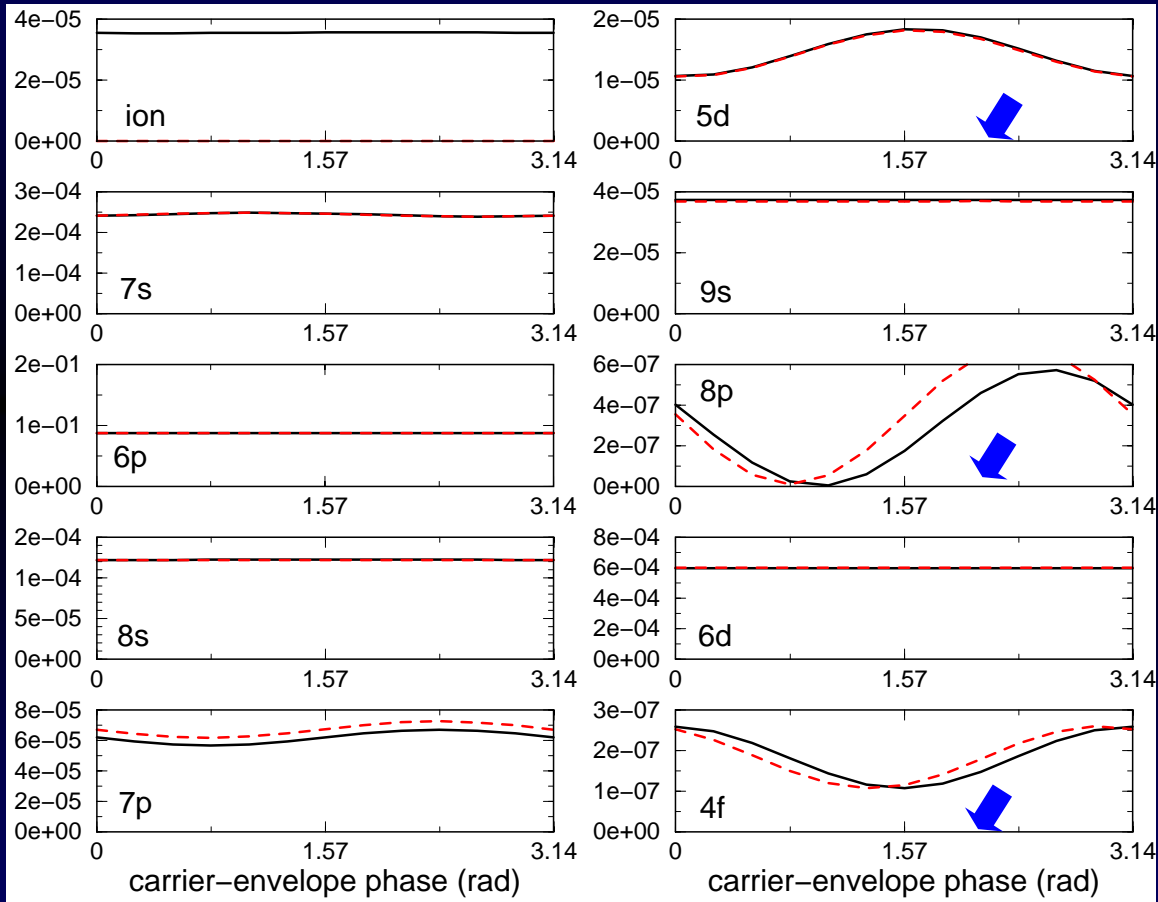 4e−05
2e−05
0e+00
ion
0
1.57
3.14
2e−05
1e−05
0e+00
5d
0
1.57
3.14
3e−04
2e−04
1e−04
0e+00
7s
0
1.57
3.14
4e−05
2e−05
0e+00
9s
0
1.57
3.14
2e−01
1e−01
0e+00
6p
0
1.57
3.14
6e−07
4e−07
2e−07
0e+00
8p
0
1.57
3.14
2e−04
1e−04
5e−05
0e+00
8s
0
1.57
3.14
8e−04
6e−04
4e−04
2e−04
0e+00
6d
0
1.57
3.14
8e−05
6e−05
4e−05
2e−05
0e+00
7p
0
1.57
3.14
carrier−envelope phase (rad)
3e−07
2e−07
1e−07
0e+00
4f
0
1.57
3.14
carrier−envelope phase (rad)